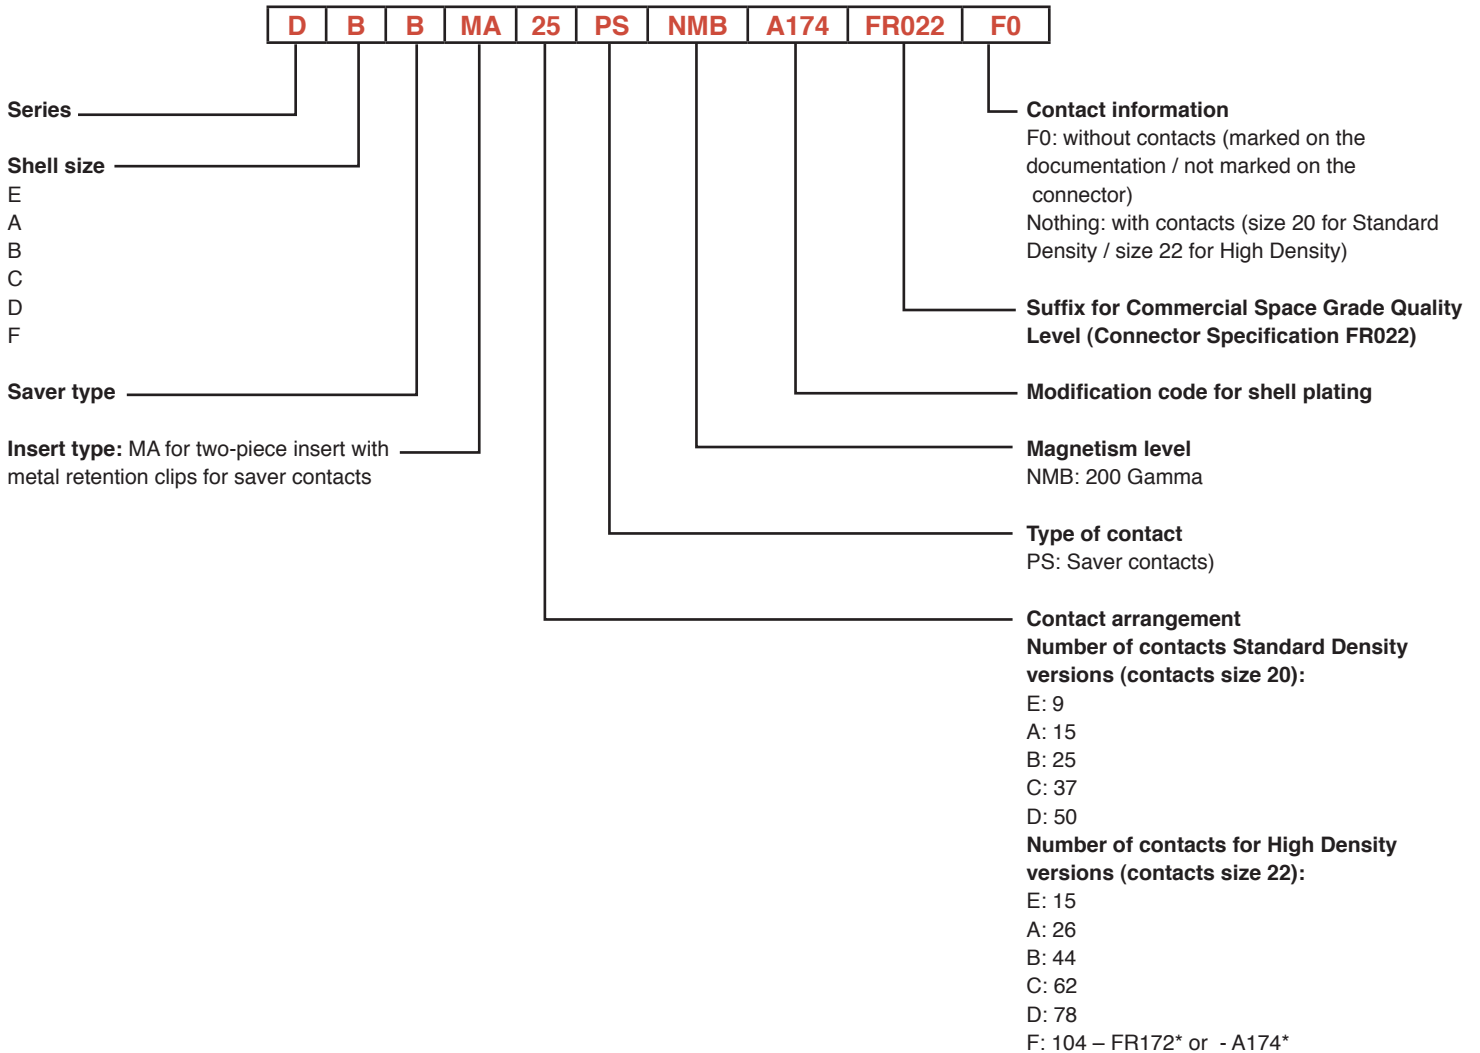 D B B MA 25 PS NMB A174 FR022 F0
Series
Shell size
E
A
B
C
D
F
Saver type
Insert type: MA for two-piece insert with
metal retention clips for saver contacts
Contact information
F0: without contacts (marked on the
documentation / not marked on the
connector)
Nothing: with contacts (size 20 for Standard
Density / size 22 for High Density)
Suffix for Commercial Space Grade Quality
Level (Connector Specification FR022)
Modification code for shell plating
Magnetism level
NMB: 200 Gamma
Type of contact
PS: Saver contacts)
Contact arrangement
Number of contacts Standard Density
versions (contacts size 20):
E: 9
A: 15
B: 25
C: 37
D: 50
Number of contacts for High Density
versions (contacts size 22):
E: 15
A: 26
B: 44
C: 62
D: 78
F: 104 – FR172* or - A174*